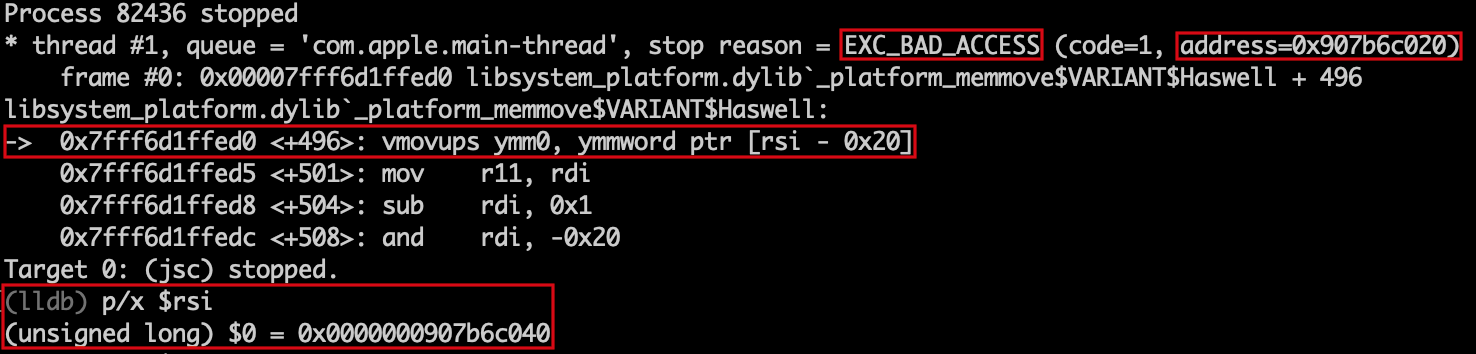 Process 82436 stopped
* thread #1, queue = 'com.apple.main-thread', stop reason = EXC_BAD_ACCESS (code=1, address=0x907b6c020)
    frame #0: 0x00007fff6d1ffed0 libsystem_platform.dylib`_platform_memmove$VARIANT$Haswell + 496
libsystem_platform.dylib`_platform_memmove$VARIANT$Haswell:
->  0x7fff6d1ffed0 <+496>: vmovups ymm0, ymmword ptr [rsi - 0x20]
    0x7fff6d1ffed5 <+501>: mov    r11, rdi
    0x7fff6d1ffed8 <+504>: sub    rdi, 0x1
    0x7fff6d1ffedc <+508>: and    rdi, -0x20
Target 0: (jsc) stopped.
(lldb) p/x $rsi
(unsigned long) $0 = 0x0000000907b6c040